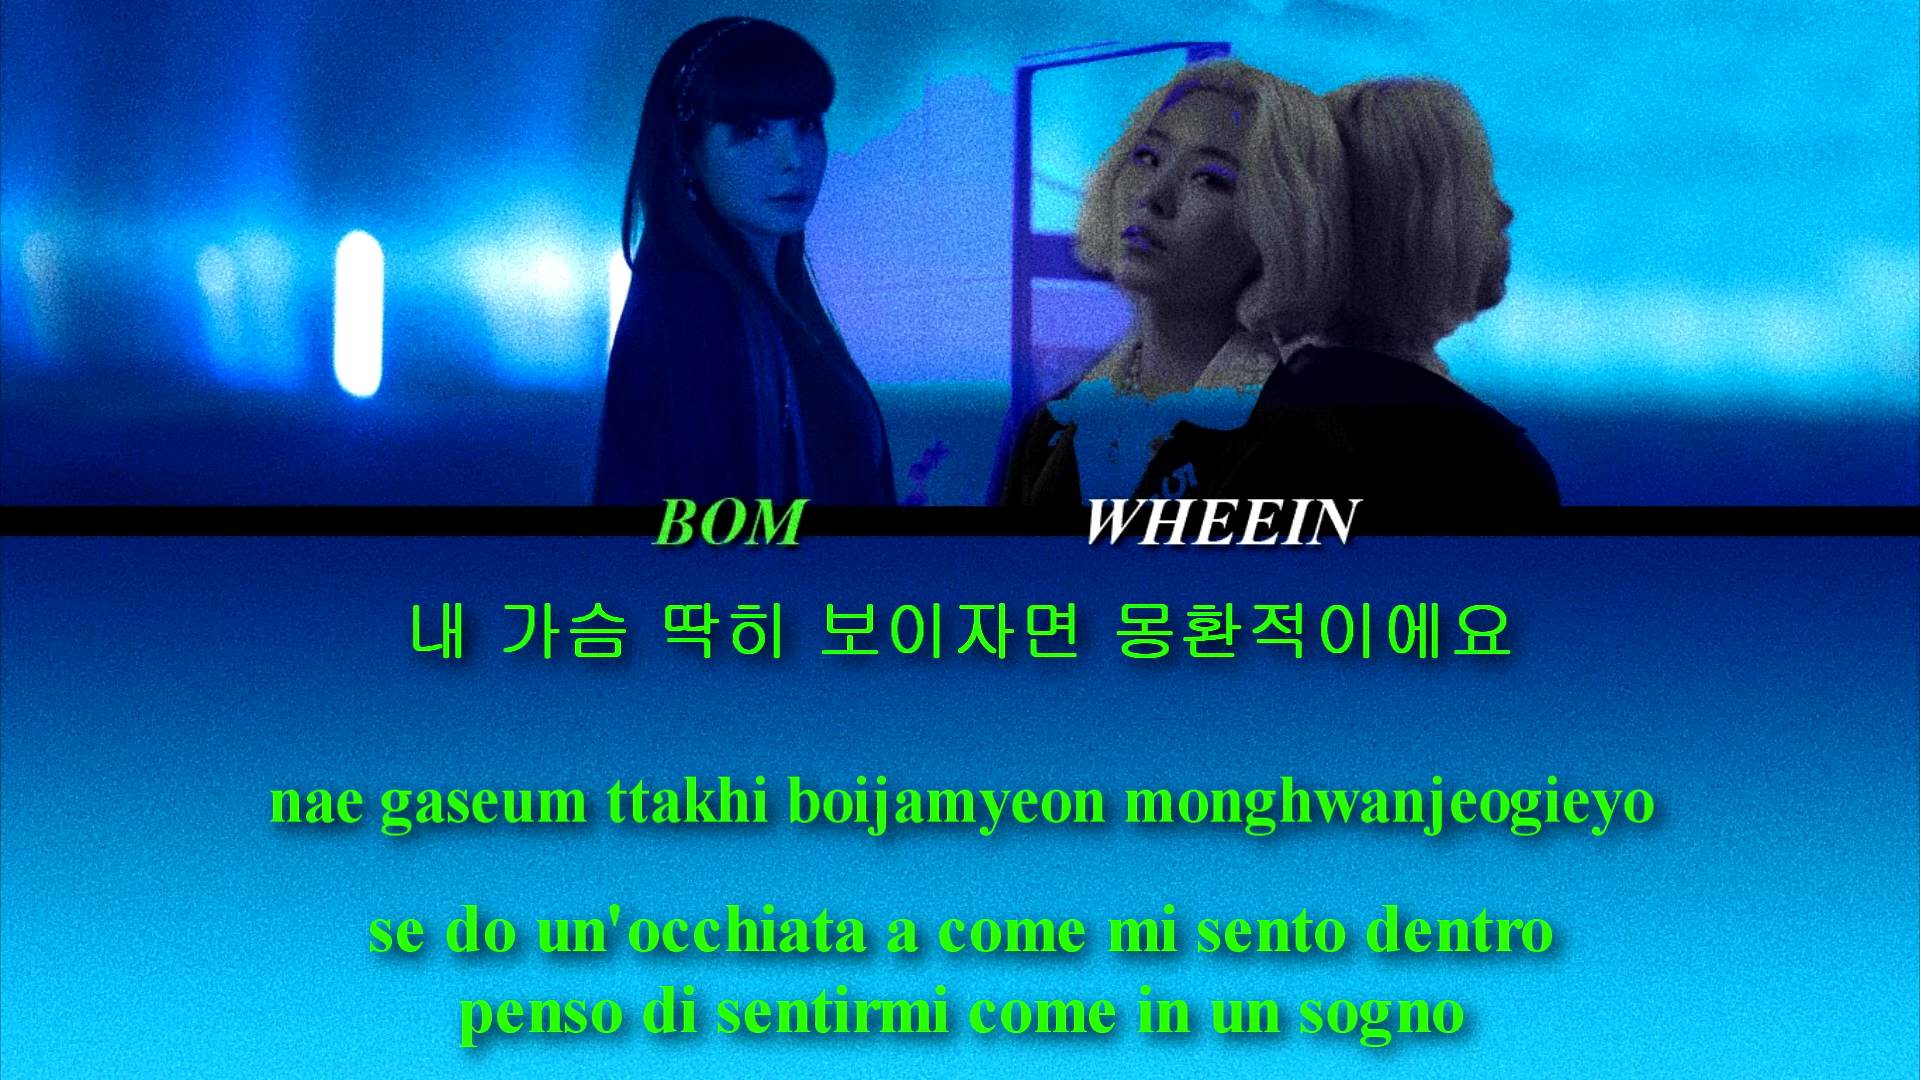 BOM
WHEEIN
내 가슴 딱히 보이자면 몽환적이에요
nae gaseum ttakhi boijamyeon monghwanjeogieyo
se do un'occhiata a come mi sento dentro
penso di sentirmi come in un sogno